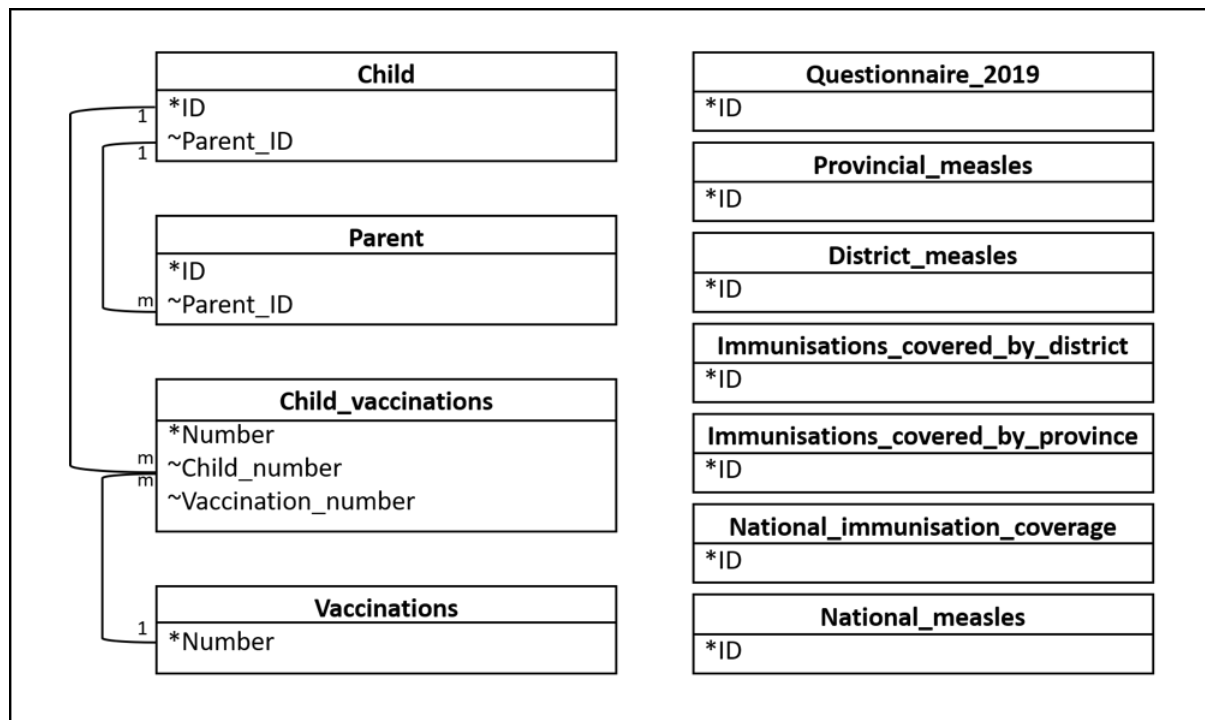 Child
*ID
1
~Parent_ID
1
Parent
*ID
m
~Parent_ID
Child_vaccinations
*Number
m
~Child_number
m
~Vaccination_number
Vaccinations
1
*Number
Questionnaire_2019
*ID
Provincial_measles
*ID
District_measles
*ID
Immunisations_covered_by_district
*ID
Immunisations_covered_by_province
*ID
National_immunisation_coverage
*ID
National_measles
*ID